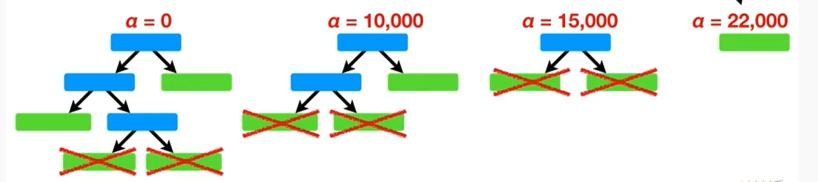 α = 0
α = 10,000
α = 15,000
α = 22,000